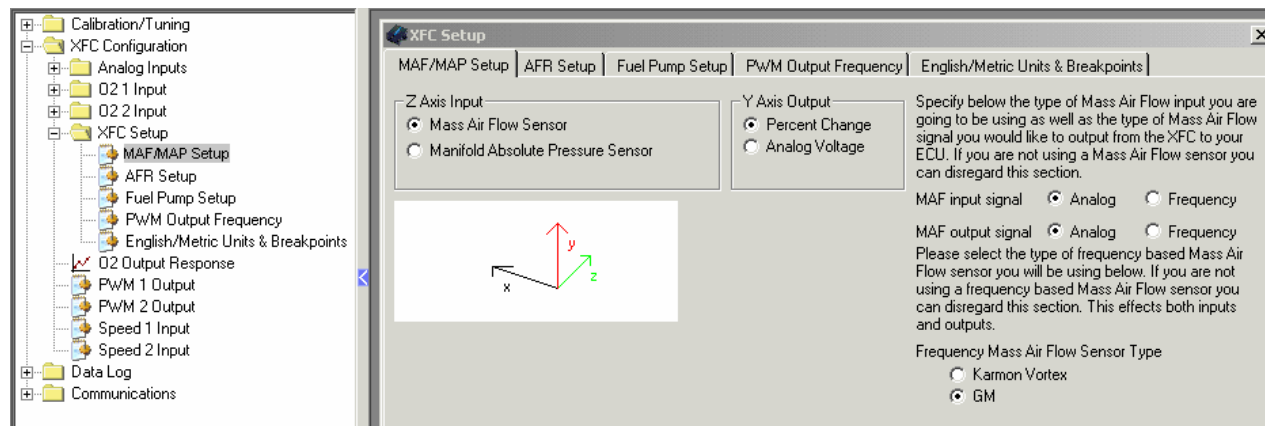 Calibration/Tuning
XFC Configuration
Analog Inputs
O2 1 Input
O2 2 Input
XFC Setup
MAF/MAP Setup
AFR Setup
Fuel Pump Setup
PWM Output Frequency
English/Metric Units & Breakpoints
O2 Output Response
PWM 1 Output
PWM 2 Output
Speed 1 Input
Speed 2 Input
Data Log
Communications
XFC Setup
MAF/MAP Setup AFR Setup Fuel Pump Setup PWM Output Frequency English/Metric Units & Breakpoints
Z Axis Input
Mass Air Flow Sensor
Manifold Absolute Pressure Sensor
Y Axis Output
Percent Change
Analog Voltage
x
y
z
Specify below the type of Mass Air Flow input you are
going to be using as well as the type of Mass Air Flow
signal you would like to output from the XFC to your
ECU. If you are not using a Mass Air Flow sensor you
can disregard this section.
MAF input signal Analog Frequency
MAF output signal Analog Frequency
Please select the type of frequency based Mass Air
Flow sensor you will be using below. If you are not
using a frequency based Mass Air Flow sensor you
can disregard this section. This effects both inputs
and outputs.
Frequency Mass Air Flow Sensor Type
Karmon Vortex
GM